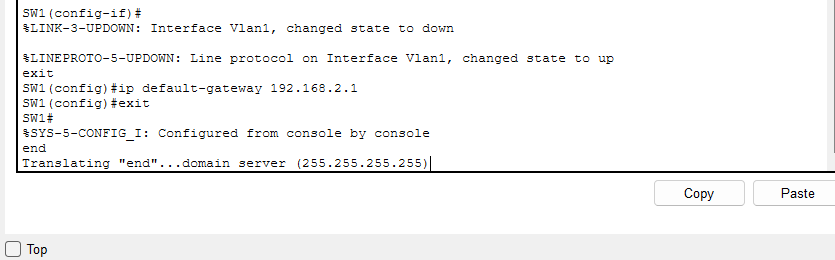 SW1(config-if)#
%LINK-3-UPDOWN: Interface Vlan1, changed state to down
%LINEPROTO-5-UPDOWN: Line protocol on Interface Vlan1, changed state to up
exit
SW1(config)#ip default-gateway 192.168.2.1
SW1(config)#exit
SW1#
%SYS-5-CONFIG_I: Configured from console by console
end
Translating "end"...domain server (255.255.255.255)
Copy
Paste
Top